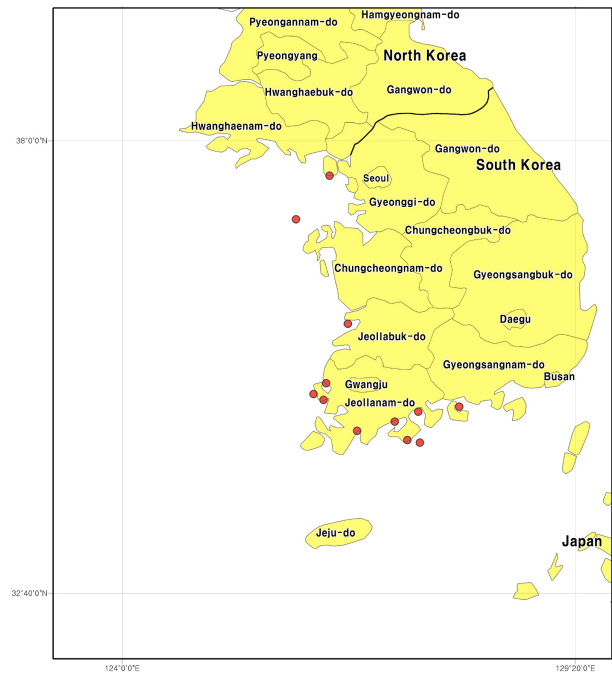 Hamgyeongnam-do
Pyeongannam-do
Pyeongyang
North Korea
Hwanghaebuk-do
Gangwon-do
Hwanghaenam-do
38°0'0"N
Gangwon-do
South Korea
Seoul
Gyeonggi-do
Chungcheongbuk-do
Chungcheongnam-do
Gyeongsangbuk-do
Daegu
Jeollabuk-do
Gyeongsangnam-do
Busan
Gwangju
Jeollanam-do
Jeju-do
Japan
32°40'0"N
124°0'0"E
129°20'0"E